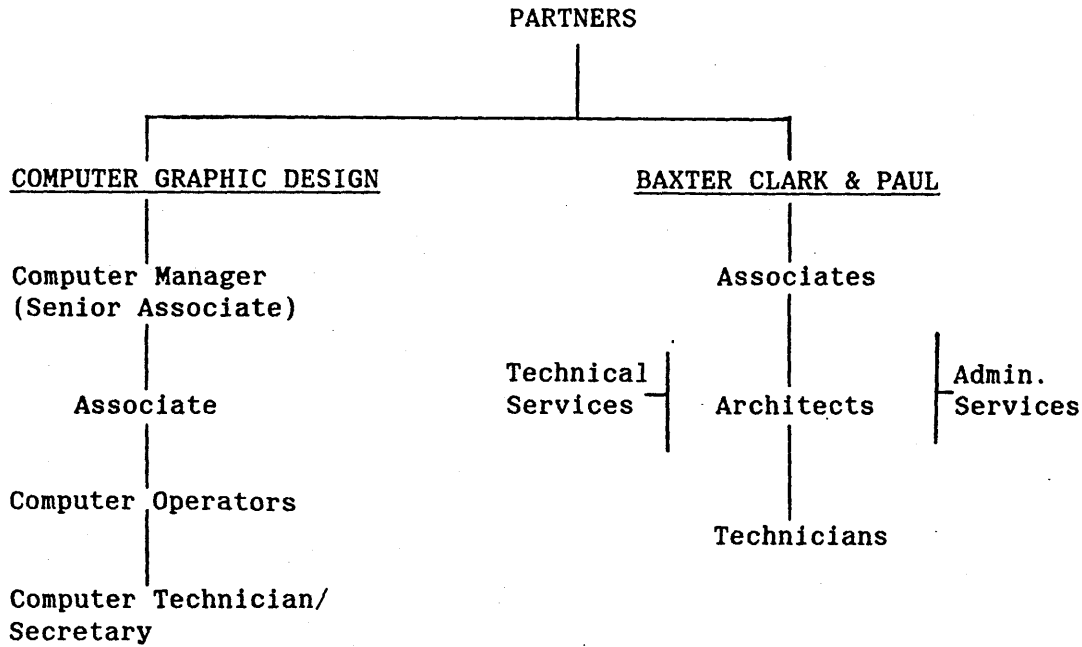 PARTNERS
COMPUTER GRAPHIC DESIGN
Computer Manager
(Senior Associate)
Associate
Computer Operators
Computer Technician/
Secretary
BAXTER CLARK & PAUL
Associates
Technical
Services
Architects
Admin.
Services
Technicians